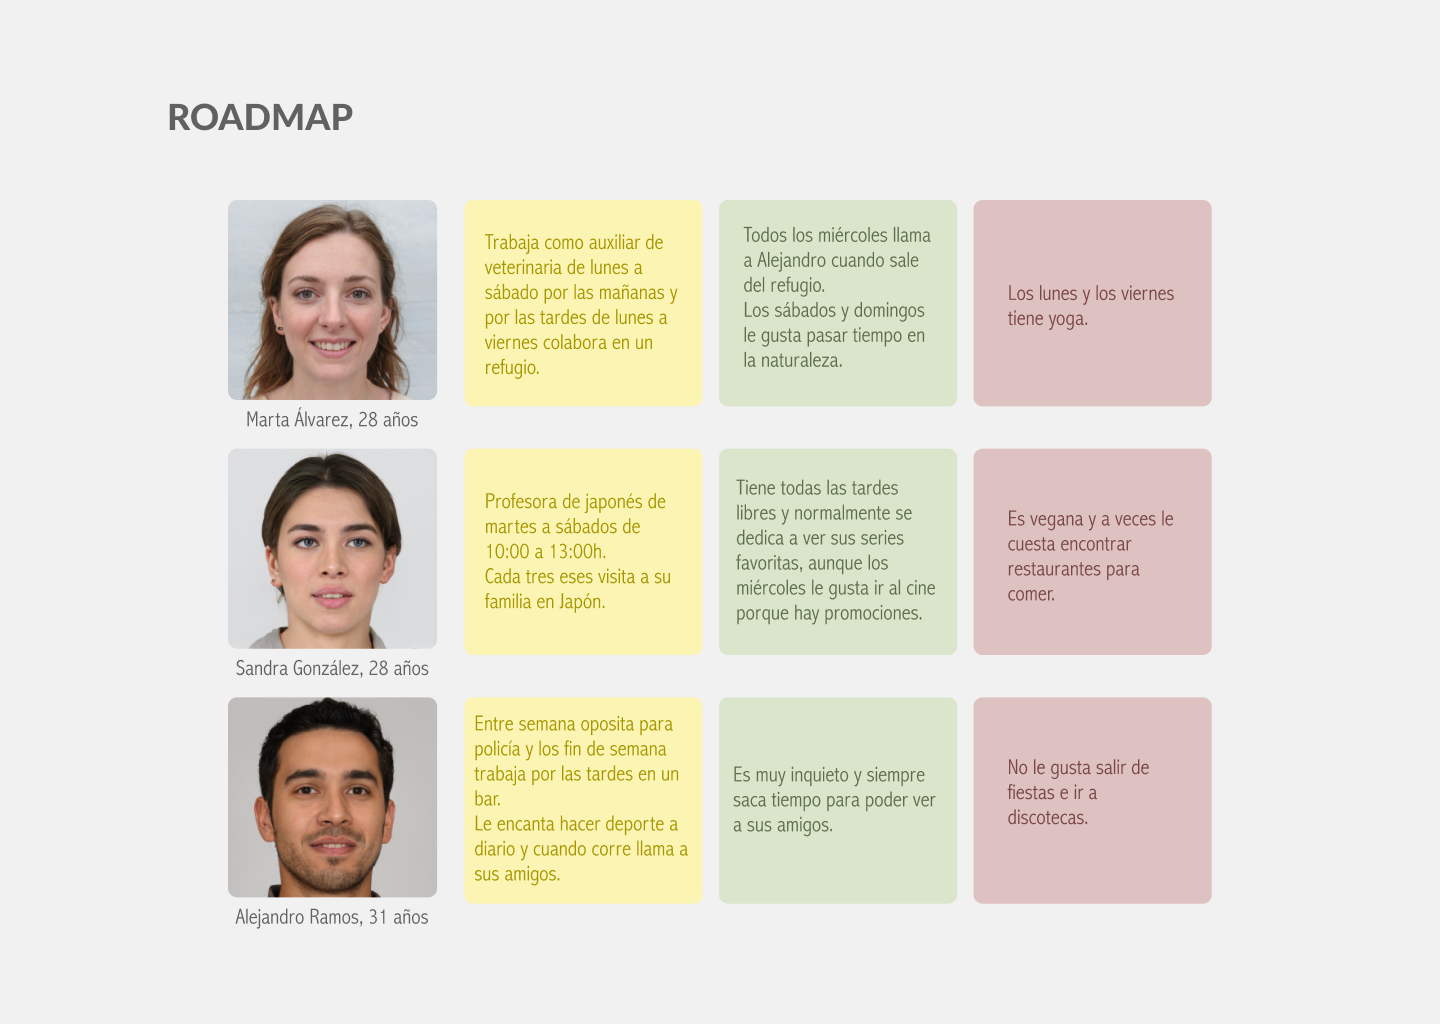 ROADMAP
Trabaja como auxiliar de
veterinaria de lunes a
sábado por las mañanas y
por las tardes de lunes a
viernes colabora en un
refugio.
Todos los miércoles llama
a Alejandro cuando sale
del refugio.
Los sábados y domingos
le gusta pasar tiempo en
la naturaleza.
Los lunes y los viernes
tiene yoga.
Marta Álvarez, 28 años
Profesora de japonés de
martes a sábados de
10:00 a 13:00h.
Cada tres eses visita a su
familia en Japón.
Tiene todas las tardes
libres y normalmente se
dedica a ver sus series
favoritas, aunque los
miércoles le gusta ir al cine
porque hay promociones.
Es vegana y a veces le
cuesta encontrar
restaurantes para
comer.
Sandra González, 28 años
Entre semana oposita para
policía y los fin de semana
trabaja por las tardes en un
bar.
Le encanta hacer deporte a
diario y cuando corre llama a
sus amigos.
Es muy inquieto y siempre
saca tiempo para poder ver
a sus amigos.
No le gusta salir de
fiestas e ir a
discotecas.
Alejandro Ramos, 31 años